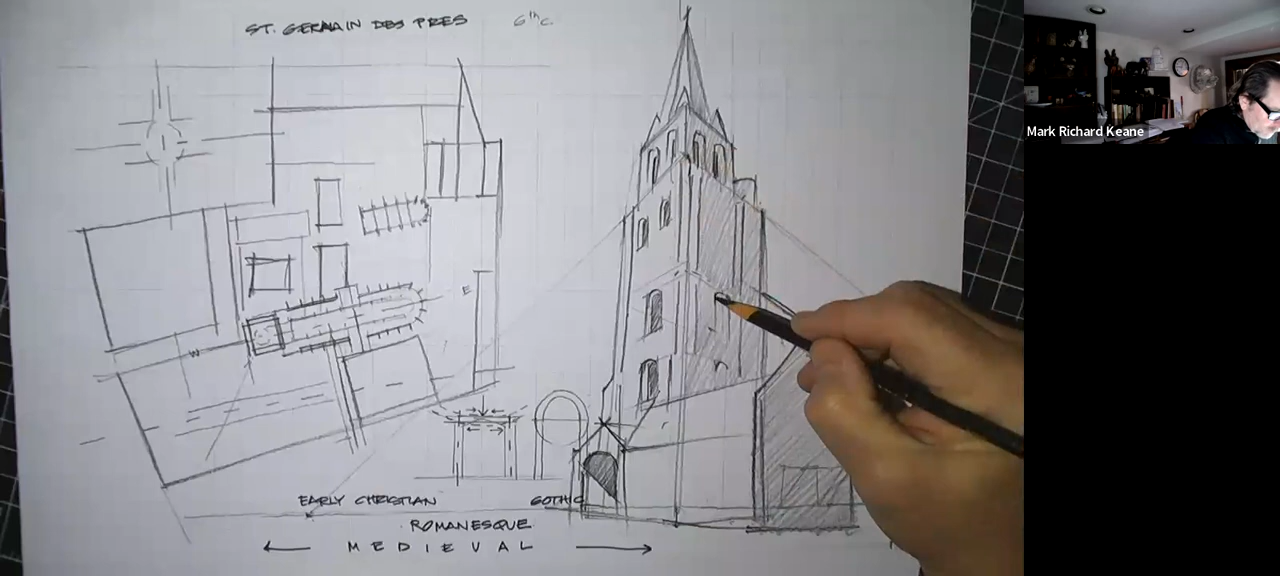 ST. GERMAIN DES PRES 6th C.
Mark Richard Keane
E
W
EARLY CHRISTIAN GOTHIC
ROMANESQUE
MEDIEVAL